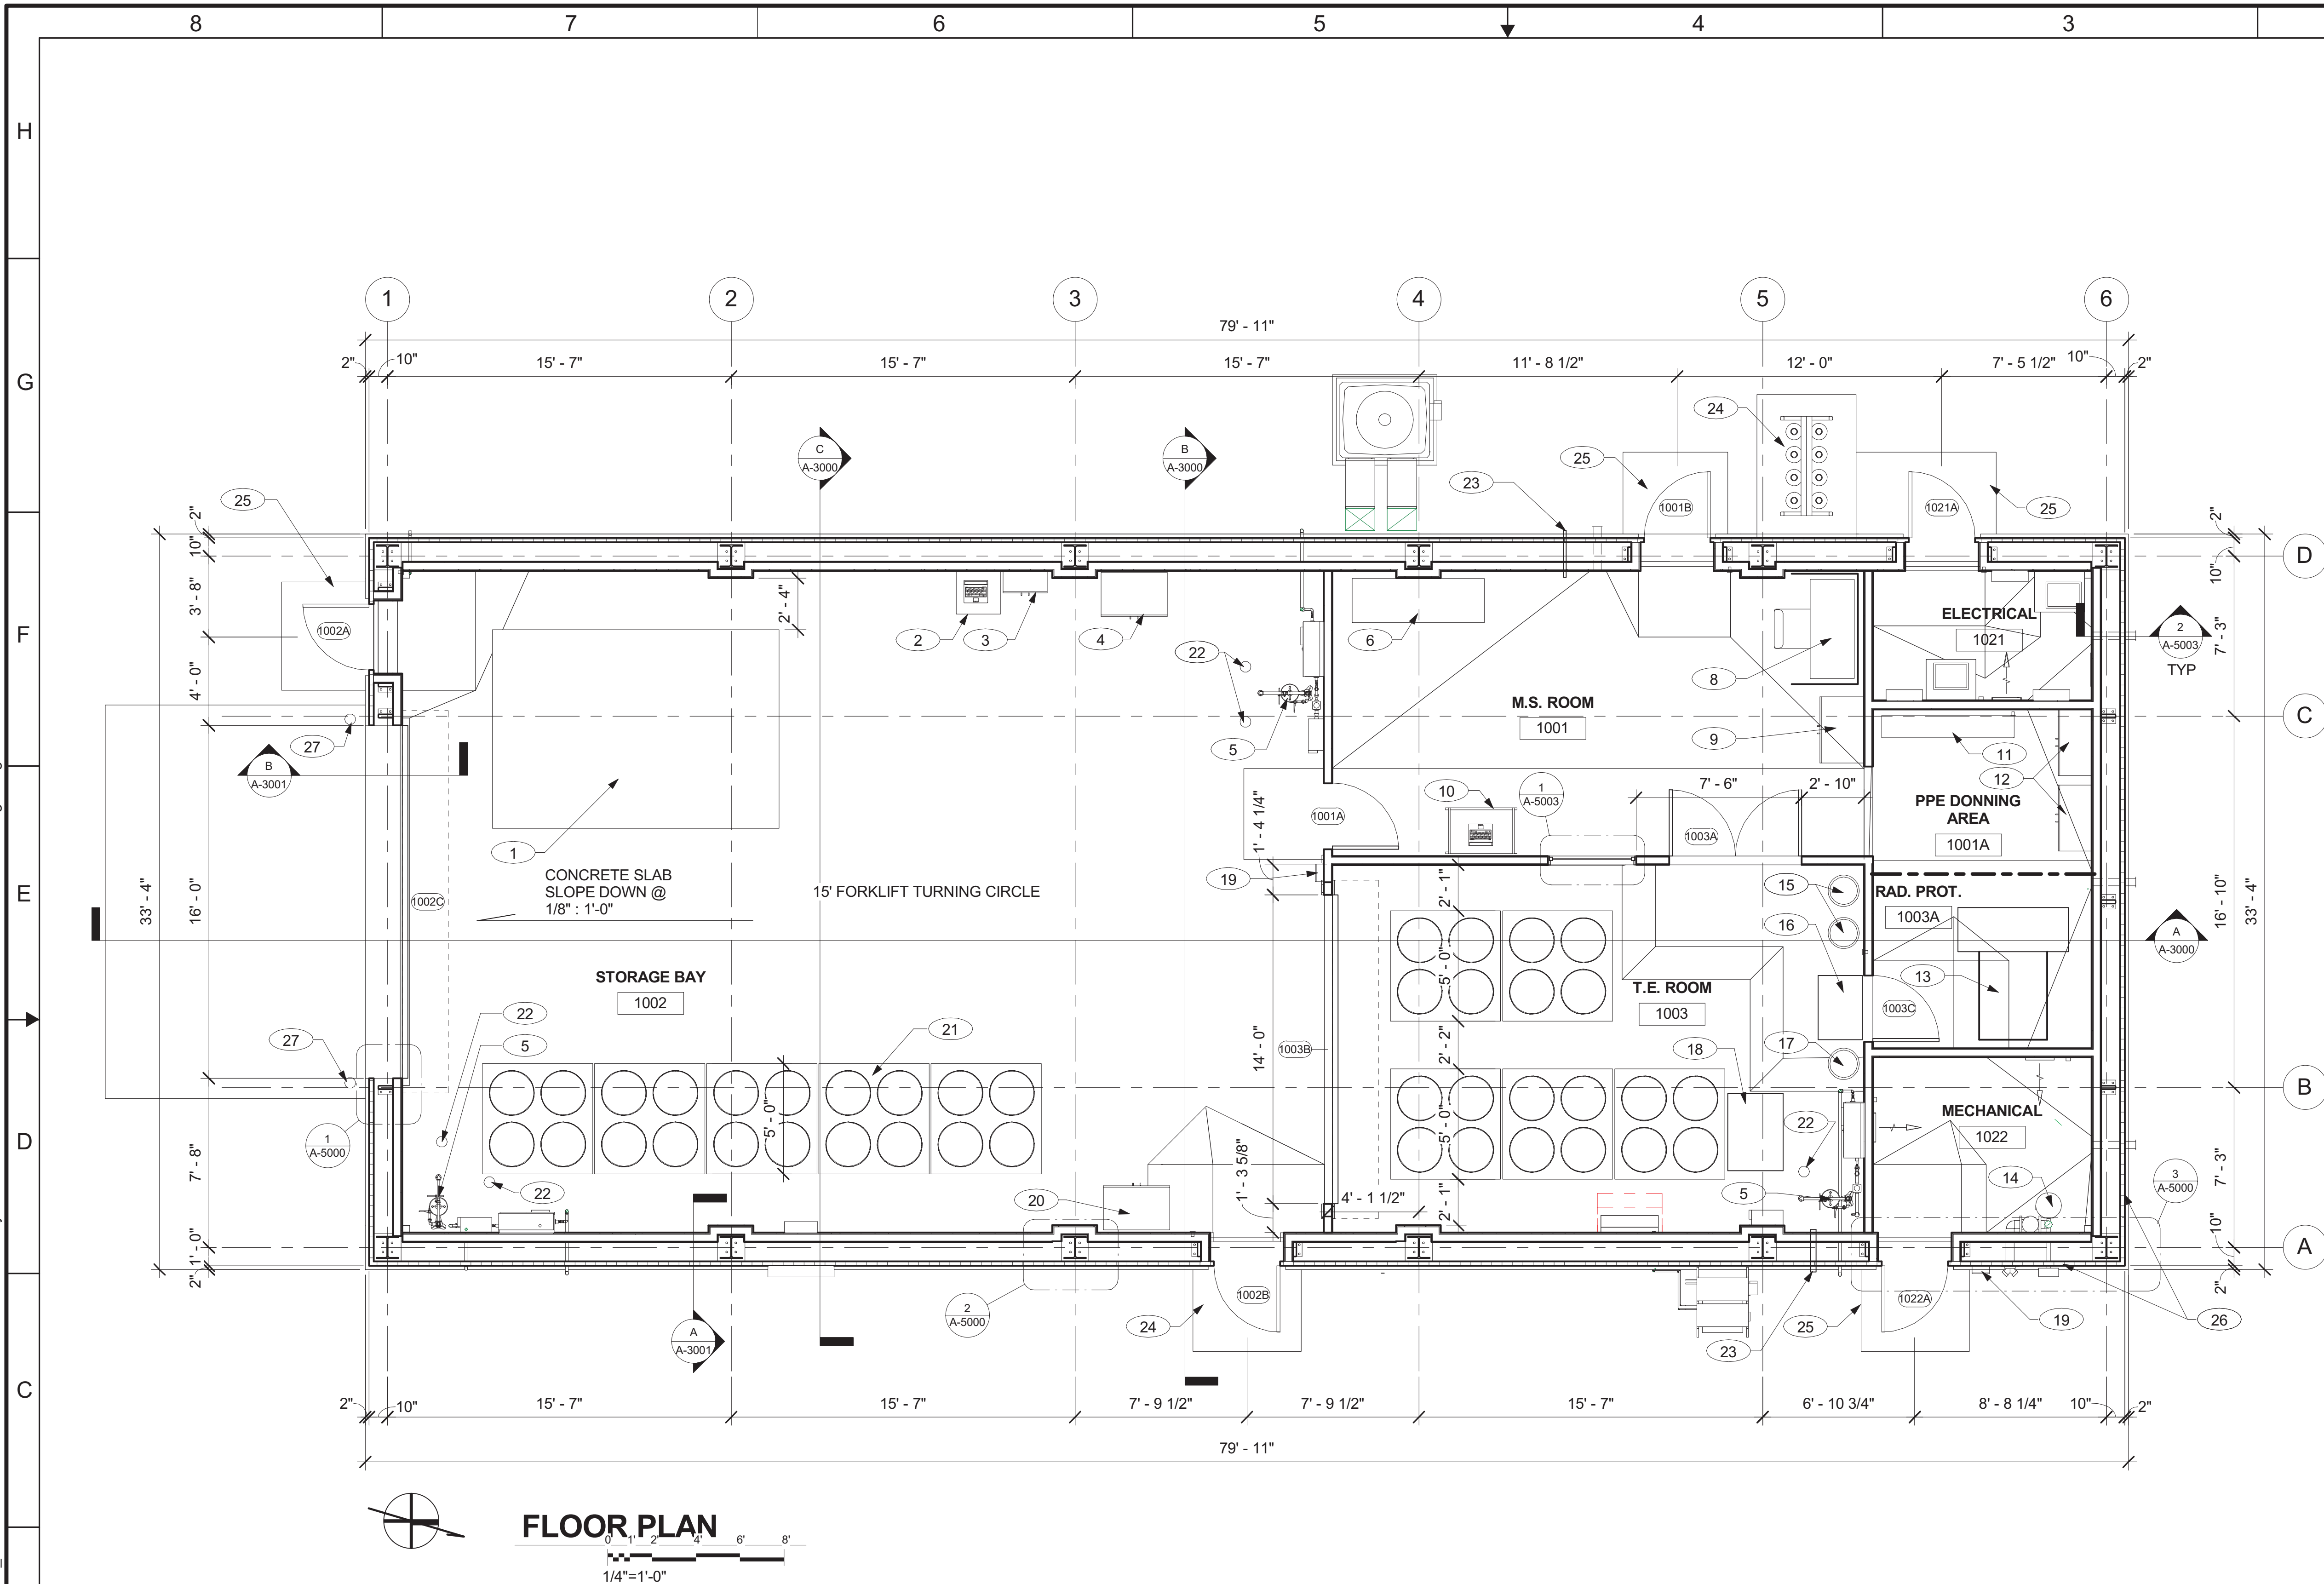 8 7 6 5 4 3
H
G
F
E
D
C
1 2 3 4 5 6
79' - 11"
2" 10" 15' - 7" 15' - 7" 15' - 7" 11' - 8 1/2" 12' - 0" 7' - 5 1/2" 10" 2"
24
C
A-3000
B
A-3000
25
23
25
1001B
1021A
25
2"
10"
3' - 8"
4' - 0"
16' - 0"
33' - 4"
7' - 8"
1' - 0"
2"
2"
10"
7' - 3"
16' - 10"
33' - 4"
7' - 3"
10"
2"
D
C
B
A
1002A
2' - 4"
2
3
4
22
6
8
ELECTRICAL
1021
2
A-5003
TYP
M.S. ROOM
1001
27
5
9
11
12
B
A-3001
10
1
A-5003
7' - 6" 2' - 10"
PPE DONNING
AREA
1001A
1001A
1003A
1' - 4 1/4"
1
CONCRETE SLAB
SLOPE DOWN @
1/8" : 1'-0"
15' FORKLIFT TURNING CIRCLE
19
1002C
2' - 1"
15
RAD. PROT.
1003A
16
5' - 0"
A
A-3000
STORAGE BAY
1002
T.E. ROOM
1003
13
1003C
22
5
21
27
14' - 0"
1003B
2' - 2"
18
17
1
A-5000
5' - 0"
5' - 0"
MECHANICAL
1022
22
22
20
1' - 3 5/8"
4' - 1 1/2"
2' - 1"
5
14
3
A-5000
1002B
1022A
2
A-5000
A
A-3001
24
23
25
19
26
2" 10" 15' - 7" 15' - 7" 7' - 9 1/2" 7' - 9 1/2" 15' - 7" 6' - 10 3/4" 8' - 8 1/4" 10" 2"
79' - 11"
FLOOR PLAN
0' 1' 2' 4' 6' 8'
1/4"=1'-0"